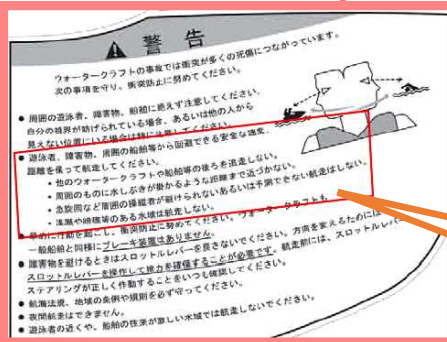 警告
ウォータークラフトの事故では衝突が多くの死傷につながっています。
次の事項を守り、衝突防止に努めてください。
● 周囲の遊泳者、障害物、船舶に絶えず注意してください。
自分の視界が妨げられている場合、あるいは他の人から
見えない位置にいる場合は特に注意してください。
● 遊泳者、障害物、周囲の船舶等から回避できる安全な速度、
距離を保って航走してください。
・他のウォータークラフトや船舶等の後ろを追走しない。
・周囲のものに水しぶきが掛かるような距離まで近づかない。
・急旋回など周囲の操縦者が避けられないあるいは予測できない航走はしない。
・浅瀬や暗礁等のある水域は航走しない。
● 早めに行動を起こし、衝突防止に努めてください。ウォータークラフトも
一般船舶と同様にブレーキ装置はありません。
● 障害物を避けるときはスロットルレバーを戻さないでください。方向を変えるためには
スロットルレバーを操作して推力を確保することが必要です。航走前には、スロットルレバー
ステアリングが正しく作動することをいつも確認してください。
● 航海法規、地域の条例や規則を必ず守ってください。
● 夜間航走はできません。
● 遊泳者の近くや、船舶の往来が激しい水域では航走しないでください。